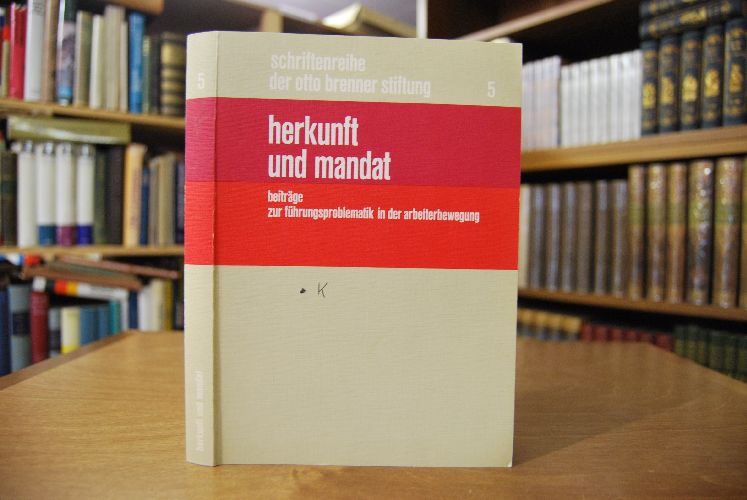 schriftenreihe
der otto brenner stiftung 5
herkunft
und mandat
beiträge
zur führungsproblematik in der arbeiterbewegung
K
5
herkunft und mandat